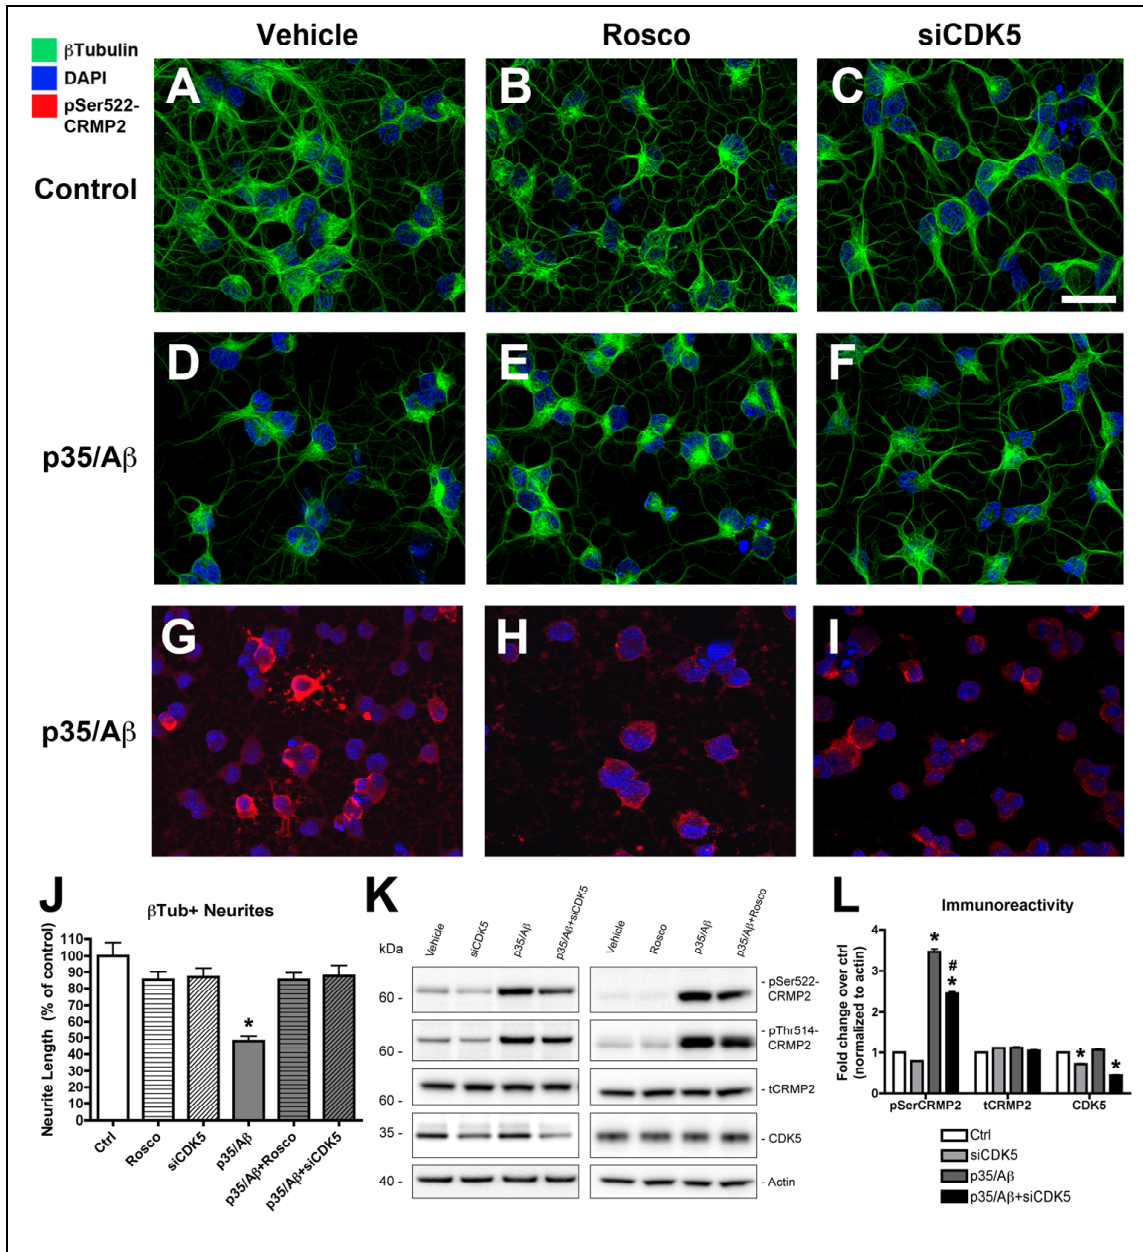 Vehicle Rosco siCDK5
βTubulin
DAPI
pSer522-
CRMP2
Control
A B C
p35/Aβ
D E F
p35/Aβ
G H I
J
βTub+ Neurites
Neurite Length (% of control)
110
100
90
80
70
60
50
40
30
20
10
0
*
Ctrl
Rosco
siCDK5
p35/Aβ
p35/Aβ+Rosco
p35/Aβ+siCDK5
K
kDa
Vehicle
siCDK5
p35/Aβ
p35/Aβ+siCDK5
Vehicle
Rosco
p35/Aβ
p35/Aβ+Rosco
60 -
- pSer522-
CRMP2
60 -
- pThr514-
CRMP2
60 -
- tCRMP2
35 -
- CDK5
40 -
- Actin
L
Immunoreactivity
Fold change over ctrl
(normalized to actin)
4
3
2
1
0
*
#
*
*
*
pSerCRMP2 tCRMP2 CDK5
Ctrl
siCDK5
p35/Aβ
p35/Aβ+siCDK5